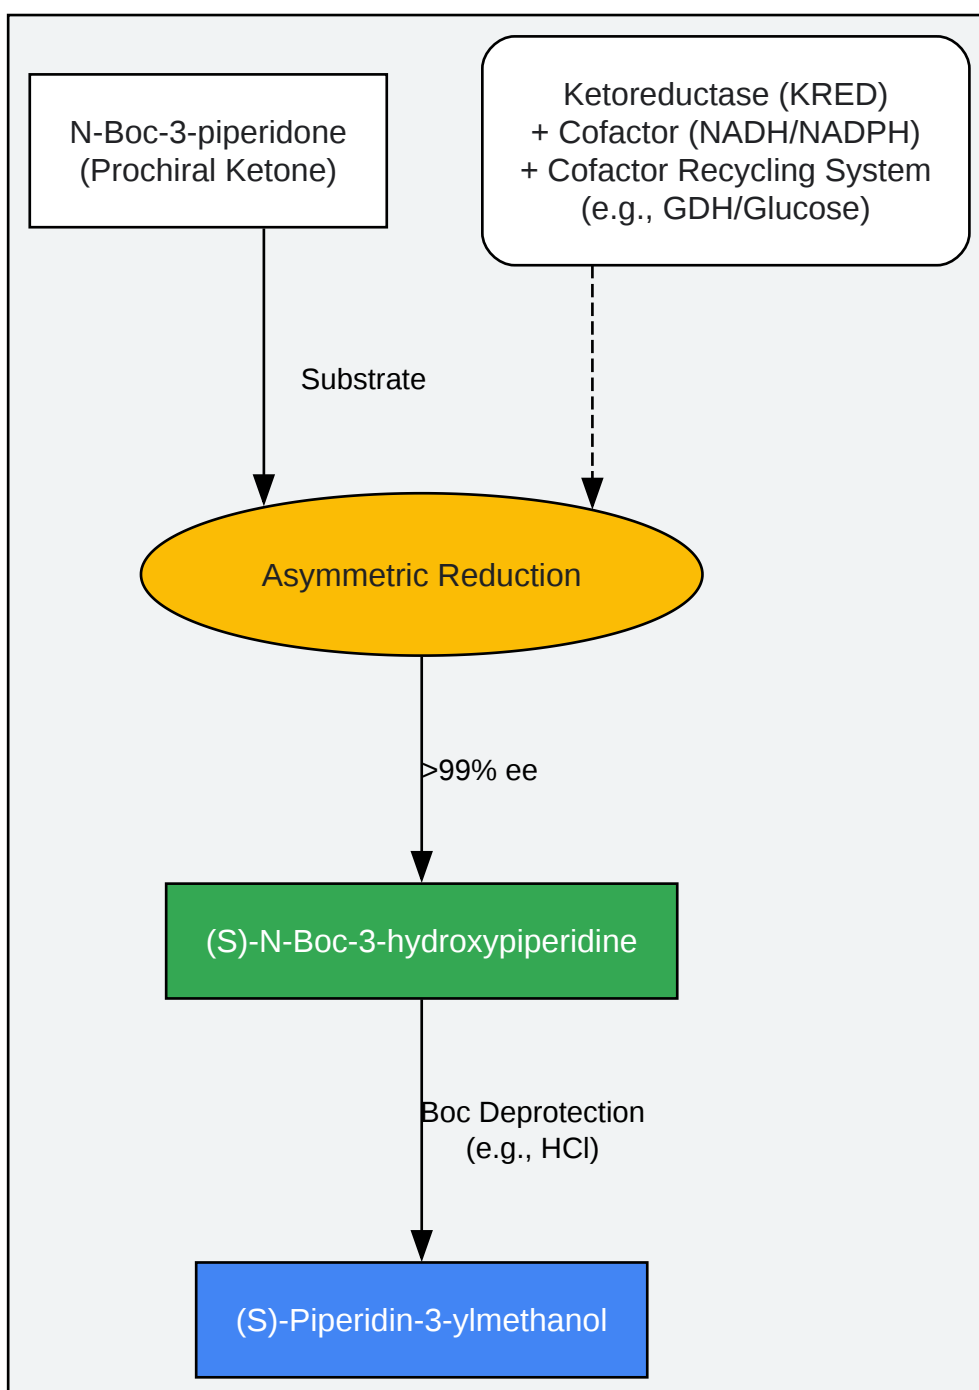 N-Boc-3-piperidone
(Prochiral Ketone)
Ketoreductase (KRED)
+ Cofactor (NADH/NADPH)
+ Cofactor Recycling System
(e.g., GDH/Glucose)
Substrate
Asymmetric Reduction
>99% ee
(S)-N-Boc-3-hydroxypiperidine
Boc Deprotection
(e.g., HCl)
(S)-Piperidin-3-ylmethanol